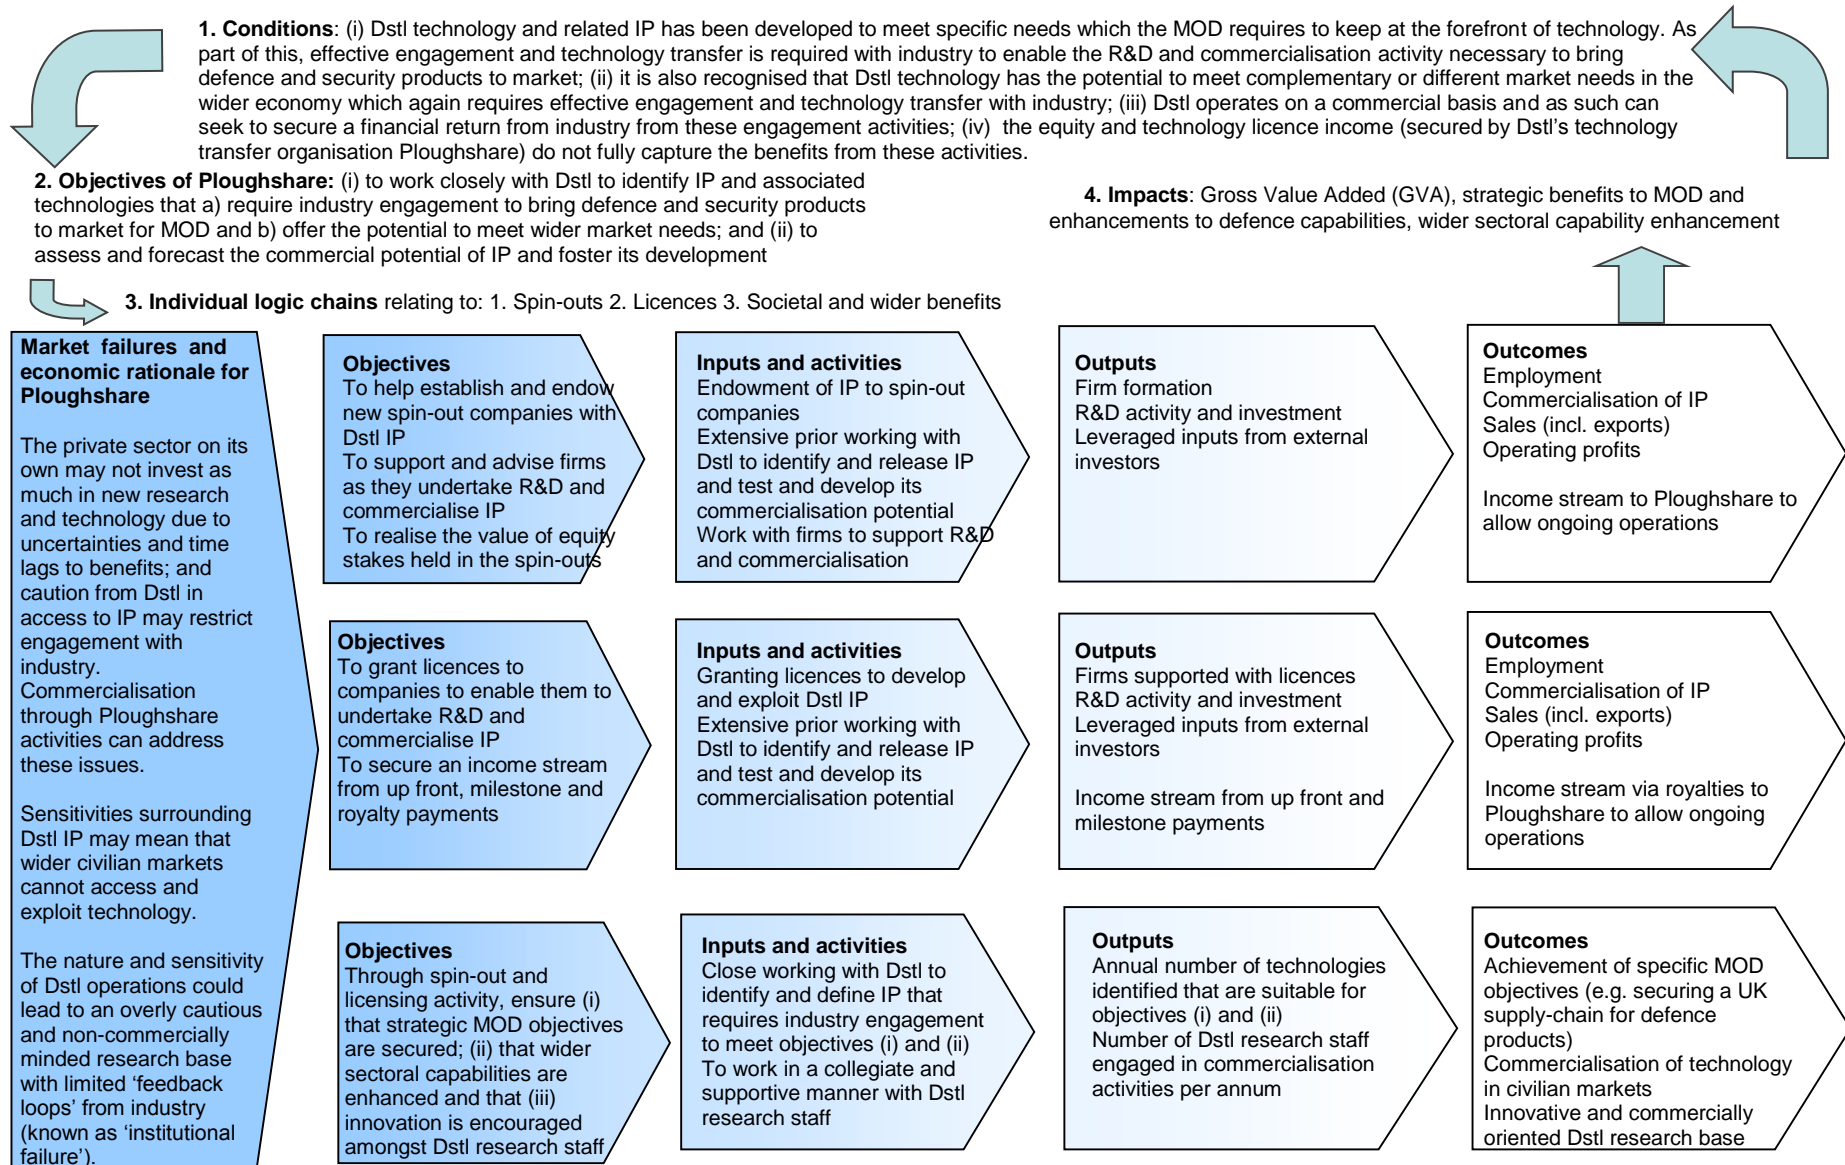 1. Conditions: (i) Dstl technology and related IP has been developed to meet specific needs which the MOD requires to keep at the forefront of technology. As
part of this, effective engagement and technology transfer is required with industry to enable the R&D and commercialisation activity necessary to bring
defence and security products to market; (ii) it is also recognised that Dstl technology has the potential to meet complementary or different market needs in the
wider economy which again requires effective engagement and technology transfer with industry; (iii) Dstl operates on a commercial basis and as such can
seek to secure a financial return from industry from these engagement activities; (iv) the equity and technology licence income (secured by Dstl's technology
transfer organisation Ploughshare) do not fully capture the benefits from these activities.
2. Objectives of Ploughshare: (i) to work closely with Dstl to identify IP and associated
technologies that a) require industry engagement to bring defence and security products
to market for MOD and b) offer the potential to meet wider market needs; and (ii) to
assess and forecast the commercial potential of IP and foster its development
4. Impacts: Gross Value Added (GVA), strategic benefits to MOD and
enhancements to defence capabilities, wider sectoral capability enhancement
3. Individual logic chains relating to: 1. Spin-outs 2. Licences 3. Societal and wider benefits
Market failures and
economic rationale for
Ploughshare
The private sector on its
own may not invest as
much in new research
and technology due to
uncertainties and time
lags to benefits; and
caution from Dstl in
access to IP may restrict
engagement with
industry.
Commercialisation
through Ploughshare
activities can address
these issues.
Sensitivities surrounding
Dstl IP may mean that
wider civilian markets
cannot access and
exploit technology.
The nature and sensitivity
of Dstl operations could
lead to an overly cautious
and non-commercially
minded research base
with limited ‘feedback
loops’ from industry
(known as ‘institutional
failure’).
Objectives
To help establish and endow
new spin-out companies with
Dstl IP
To support and advise firms
as they undertake R&D and
commercialise IP
To realise the value of equity
stakes held in the spin-outs
Inputs and activities
Endowment of IP to spin-out
companies
Extensive prior working with
Dstl to identify and release IP
and test and develop its
commercialisation potential
Work with firms to support R&D
and commercialisation
Outputs
Firm formation
R&D activity and investment
Leveraged inputs from external
investors
Outcomes
Employment
Commercialisation of IP
Sales (incl. exports)
Operating profits
Income stream to Ploughshare to
allow ongoing operations
Objectives
To grant licences to
companies to enable them to
undertake R&D and
commercialise IP
To secure an income stream
from up front, milestone and
royalty payments
Inputs and activities
Granting licences to develop
and exploit Dstl IP
Extensive prior working with
Dstl to identify and release IP
and test and develop its
commercialisation potential
Outputs
Firms supported with licences
R&D activity and investment
Leveraged inputs from external
investors
Income stream from up front and
milestone payments
Outcomes
Employment
Commercialisation of IP
Sales (incl. exports)
Operating profits
Income stream via royalties to
Ploughshare to allow ongoing
operations
Objectives
Through spin-out and
licensing activity, ensure (i)
that strategic MOD objectives
are secured; (ii) that wider
sectoral capabilities are
enhanced and that (iii)
innovation is encouraged
amongst Dstl research staff
Inputs and activities
Close working with Dstl to
identify and define IP that
requires industry engagement
to meet objectives (i) and (ii)
To work in a collegiate and
supportive manner with Dstl
research staff
Outputs
Annual number of technologies
identified that are suitable for
objectives (i) and (ii)
Number of Dstl research staff
engaged in commercialisation
activities per annum
Outcomes
Achievement of specific MOD
objectives (e.g. securing a UK
supply-chain for defence
products)
Commercialisation of technology
in civilian markets
Innovative and commercially
oriented Dstl research base